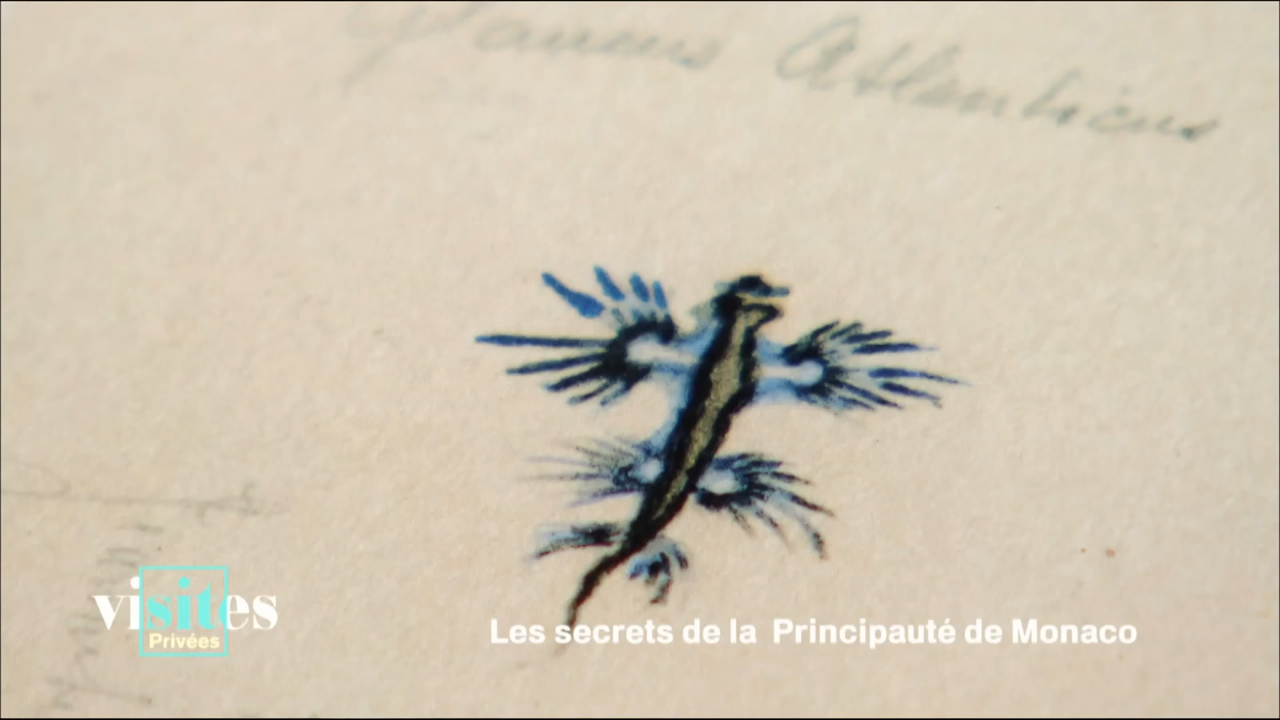 Glaucus Atlanticus
visites
Privées
Les secrets de la Principauté de Monaco